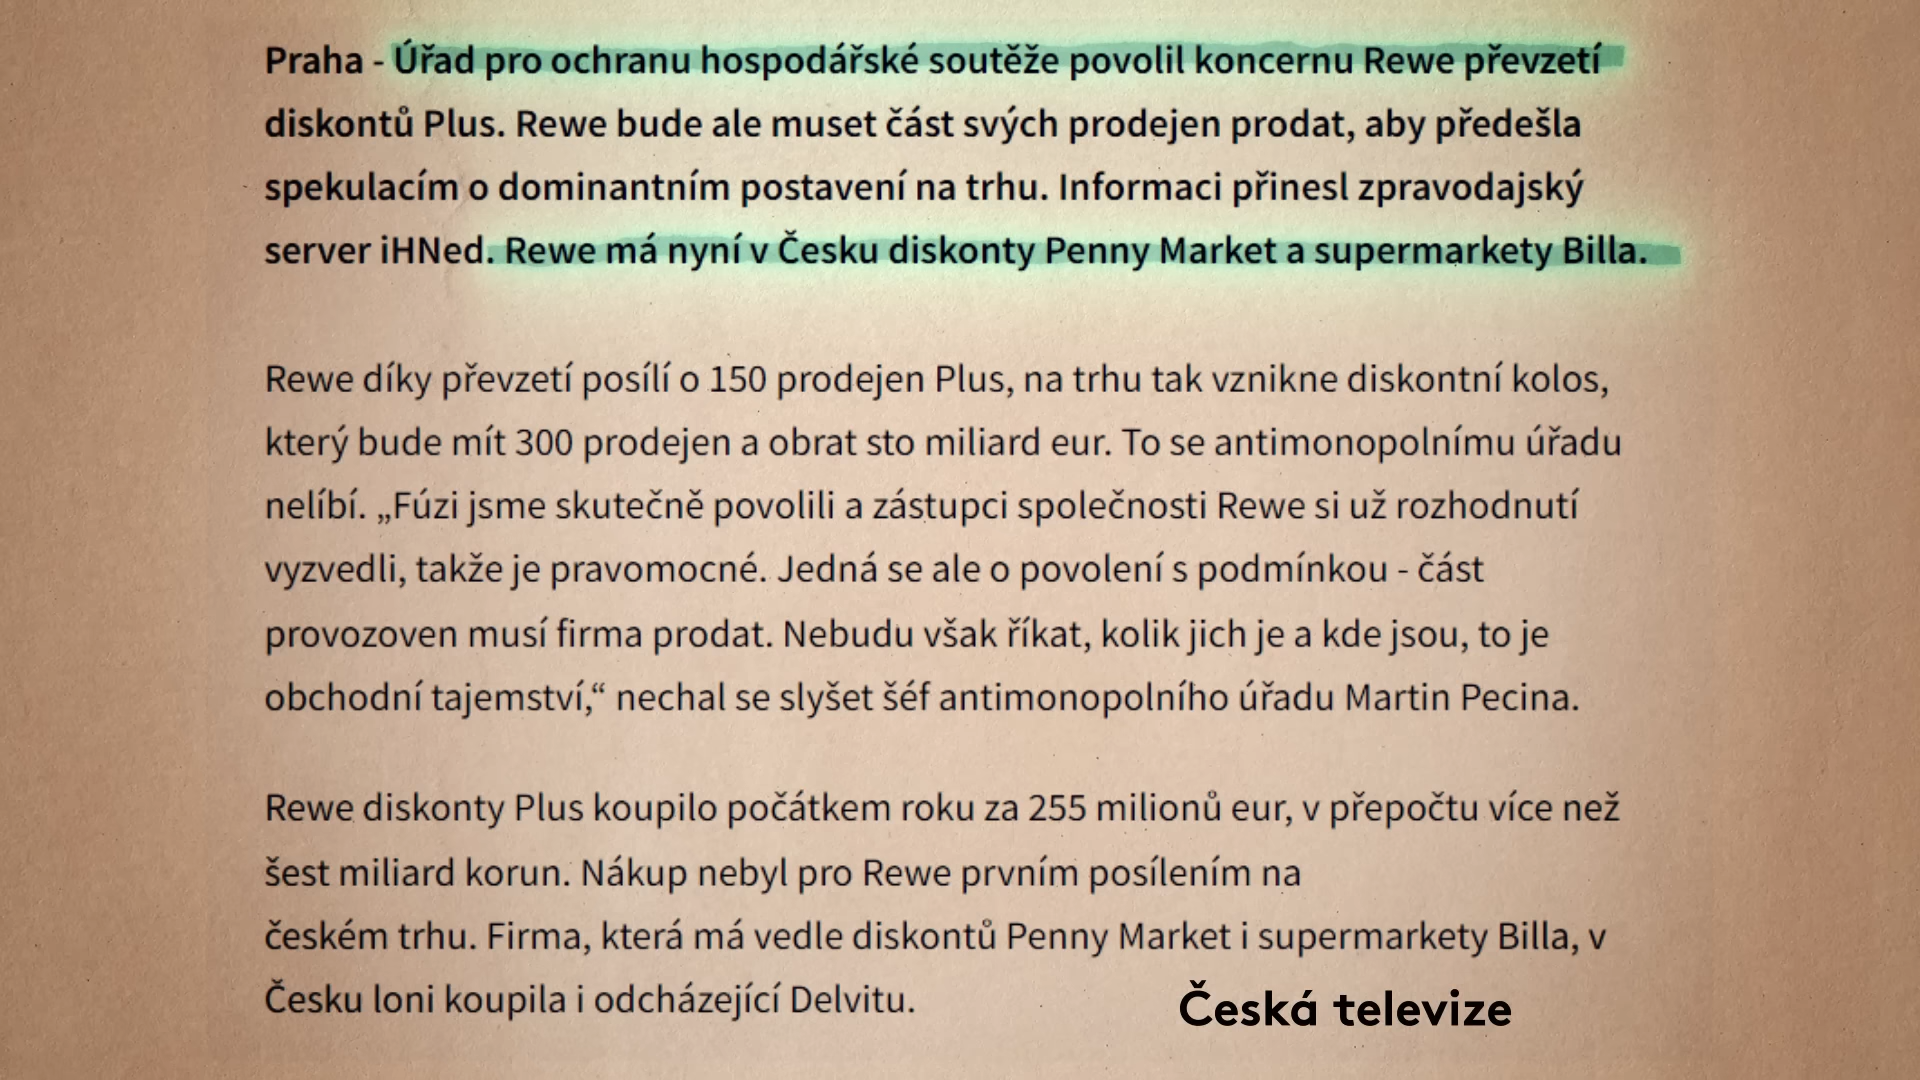 Praha - Úřad pro ochranu hospodářské soutěže povolil koncernu Rewe převzetí
diskontů Plus. Rewe bude ale muset část svých prodejen prodat, aby předešla
spekulacím o dominantním postavení na trhu. Informaci přinesl zpravodajský
server iHNed. Rewe má nyní v Česku diskonty Penny Market a supermarkety Billa.
Rewe díky převzetí posílí o 150 prodejen Plus, na trhu tak vznikne diskontní kolos,
který bude mít 300 prodejen a obrat sto miliard eur. To se antimonopolnímu úřadu
nelíbí. „Fúzi jsme skutečně povolili a zástupci společnosti Rewe si už rozhodnutí
vyzvedli, takže je pravomocné. Jedná se ale o povolení s podmínkou - část
provozoven musí firma prodat. Nebudu však říkat, kolik jich je a kde jsou, to je
obchodní tajemství,“ nechal se slyšet šéf antimonopolního úřadu Martin Pecina.
Rewe diskonty Plus koupilo počátkem roku za 255 milionů eur, v přepočtu více než
šest miliard korun. Nákup nebyl pro Rewe prvním posílením na
českém trhu. Firma, která má vedle diskontů Penny Market i supermarkety Billa, v
Česku loni koupila i odcházející Delvitu.
Česká televize